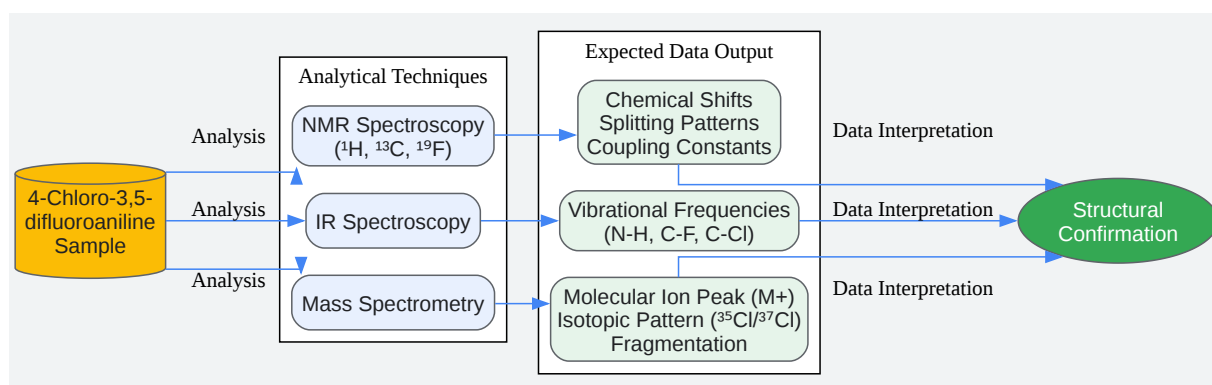 4-Chloro-3,5-
difluoroaniline
Sample
Analysis
Analysis
Analysis
Analytical Techniques
NMR Spectroscopy
(¹H, ¹³C, ¹⁹F)
IR Spectroscopy
Mass Spectrometry
Expected Data Output
Chemical Shifts
Splitting Patterns
Coupling Constants
Vibrational Frequencies
(N-H, C-F, C-Cl)
Molecular Ion Peak (M+)
Isotopic Pattern (³⁵Cl/³⁷Cl)
Fragmentation
Data Interpretation
Data Interpretation
Data Interpretation
Structural
Confirmation